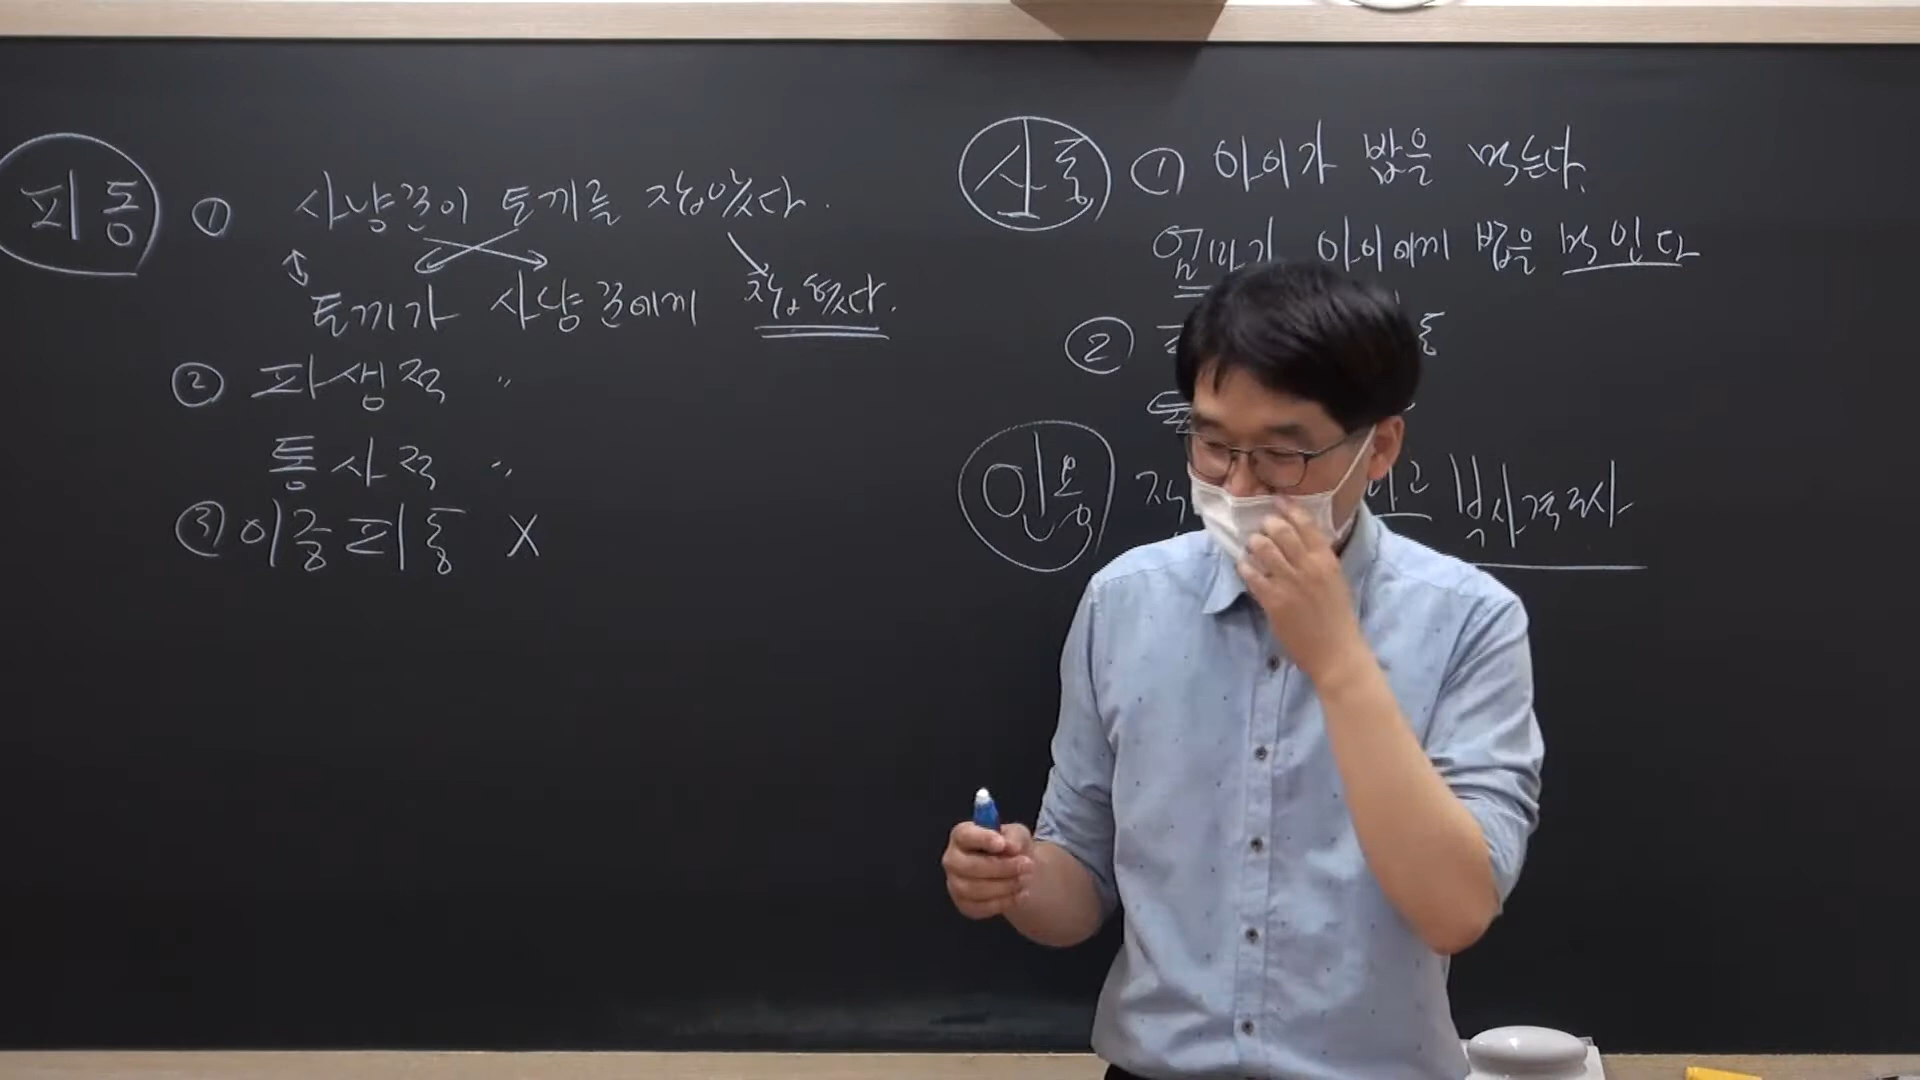 피동 ① 사냥꾼이 토끼를 잡았다.
토끼가 사냥꾼에게 잡혔다.
② 파생적 〃
통사적 〃
③ 이중피동 X
사동 ① 아이가 밥을 먹는다.
엄마가 아이에게 밥을 먹인다
②
인용 직 라고 부사격조사